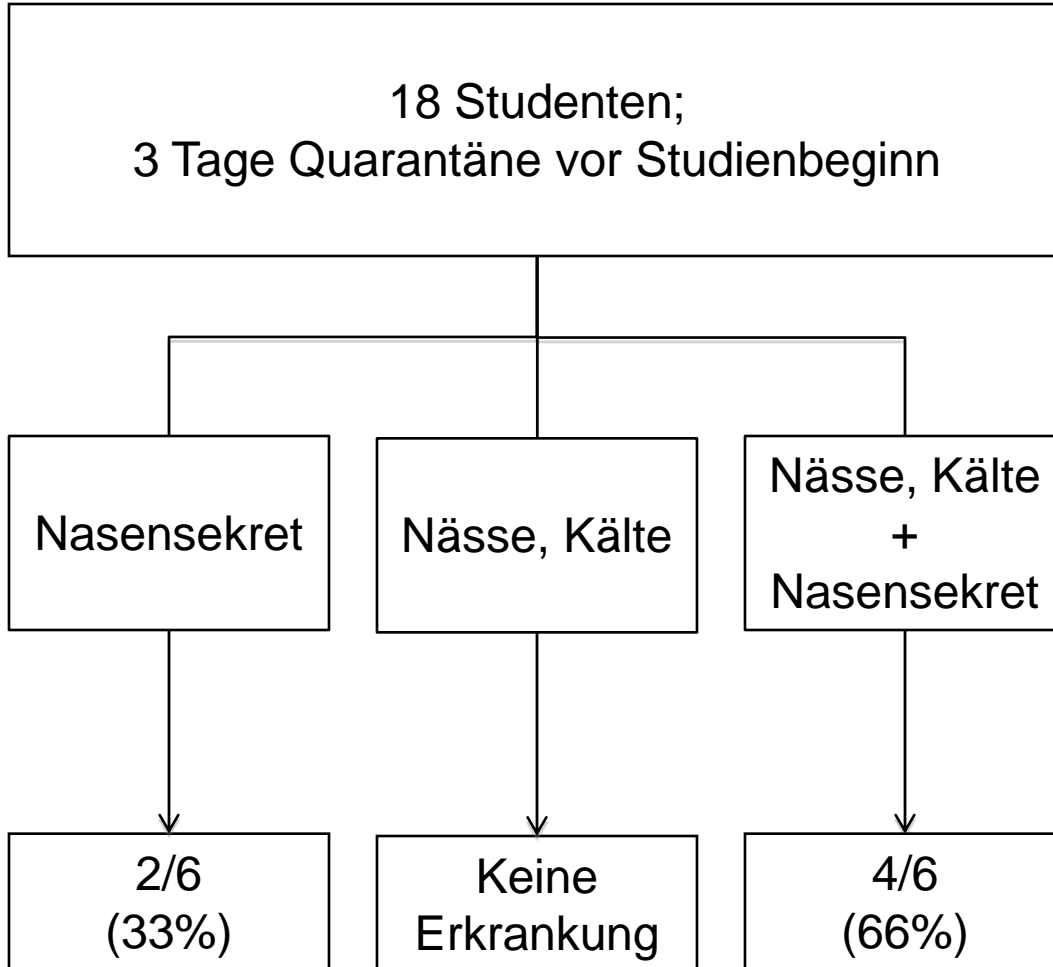 18 Studenten;
3 Tage Quarantäne vor Studienbeginn
Nasensekret
Nässe, Kälte
Nässe, Kälte
+
Nasensekret
2/6
(33%)
Keine
Erkrankung
4/6
(66%)